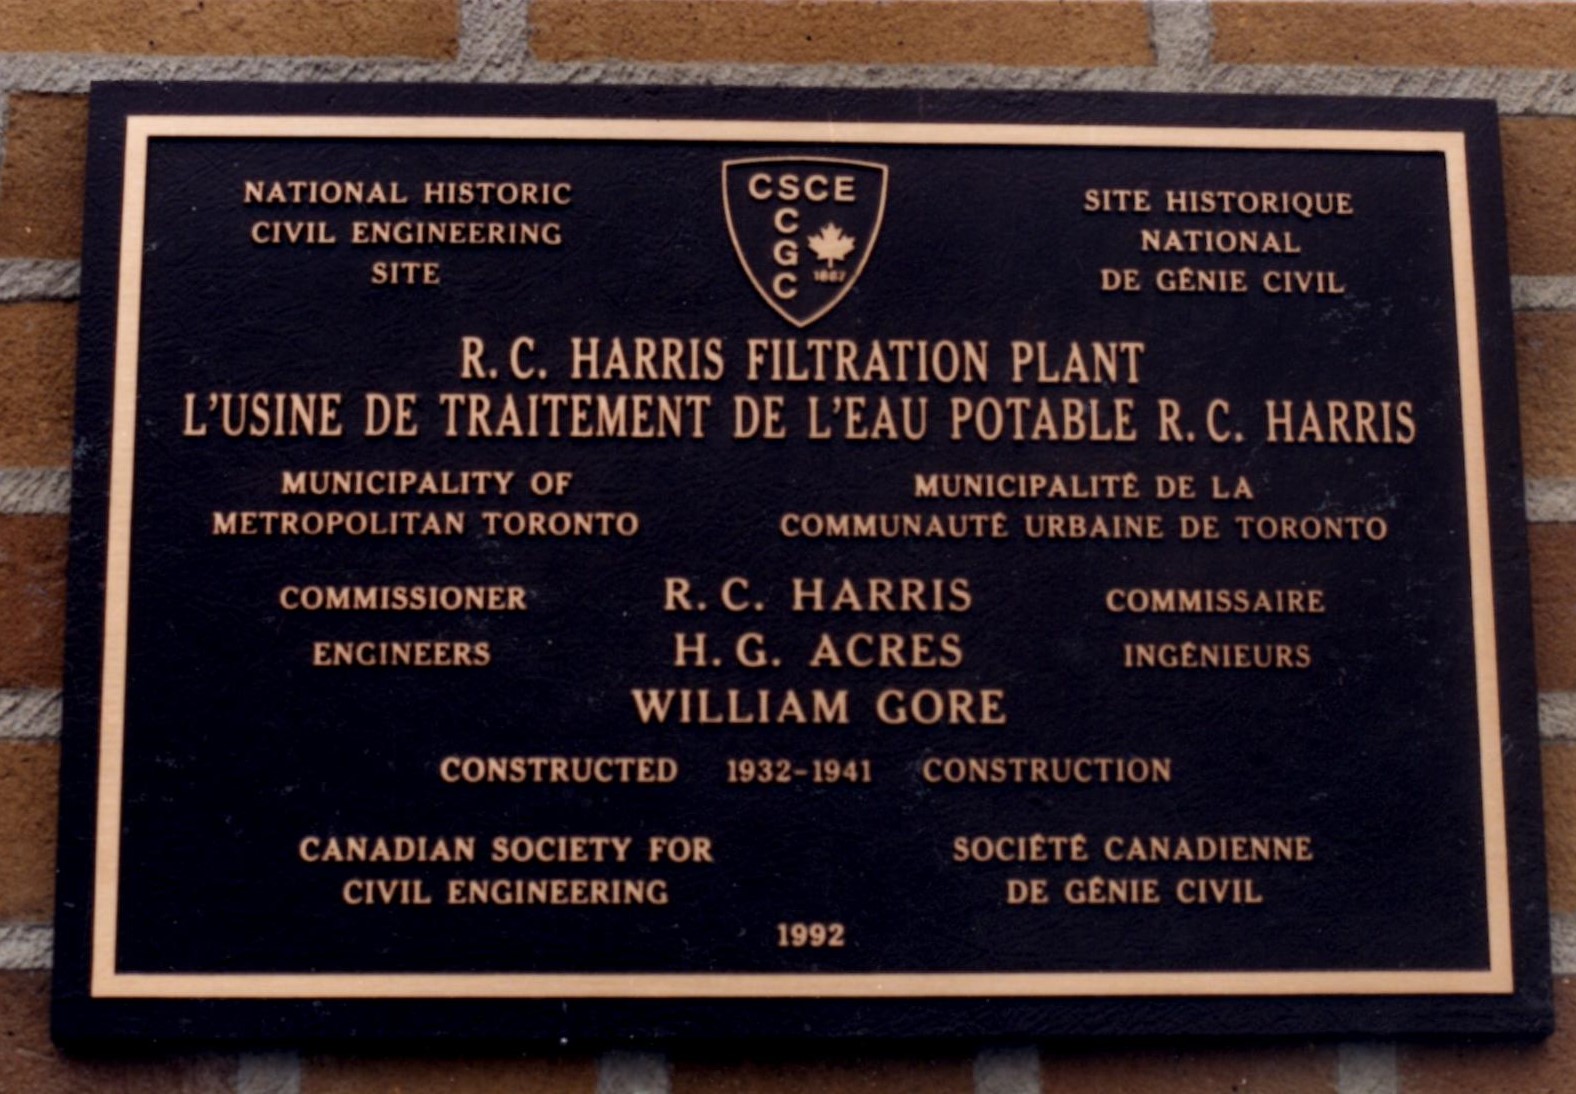 NATIONAL HISTORIC
CIVIL ENGINEERING
SITE
CSCE
CGC
1887
SITE HISTORIQUE
NATIONAL
DE GÉNIE CIVIL
R. C. HARRIS FILTRATION PLANT
L'USINE DE TRAITEMENT DE L'EAU POTABLE R. C. HARRIS
MUNICIPALITY OF
METROPOLITAN TORONTO
MUNICIPALITÉ DE LA
COMMUNAUTÉ URBAINE DE TORONTO
COMMISSIONER R. C. HARRIS COMMISSAIRE
ENGINEERS H. G. ACRES INGÉNIEURS
WILLIAM GORE
CONSTRUCTED 1932-1941 CONSTRUCTION
CANADIAN SOCIETY FOR
CIVIL ENGINEERING
SOCIÉTÉ CANADIENNE
DE GÉNIE CIVIL
1992